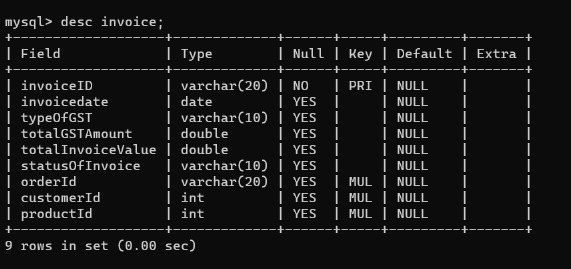 mysql> desc invoice;
+-------------------+-------------+------+-----+---------+-------+
| Field             | Type        | Null | Key | Default | Extra |
+-------------------+-------------+------+-----+---------+-------+
| invoiceID         | varchar(20) | NO   | PRI | NULL    |       |
| invoicedate       | date        | YES  |     | NULL    |       |
| typeOfGST         | varchar(10) | YES  |     | NULL    |       |
| totalGSTAmount    | double      | YES  |     | NULL    |       |
| totalInvoiceValue | double      | YES  |     | NULL    |       |
| statusOfInvoice   | varchar(10) | YES  |     | NULL    |       |
| orderId           | varchar(20) | YES  | MUL | NULL    |       |
| customerId        | int         | YES  | MUL | NULL    |       |
| productId         | int         | YES  | MUL | NULL    |       |
+-------------------+-------------+------+-----+---------+-------+
9 rows in set (0.00 sec)